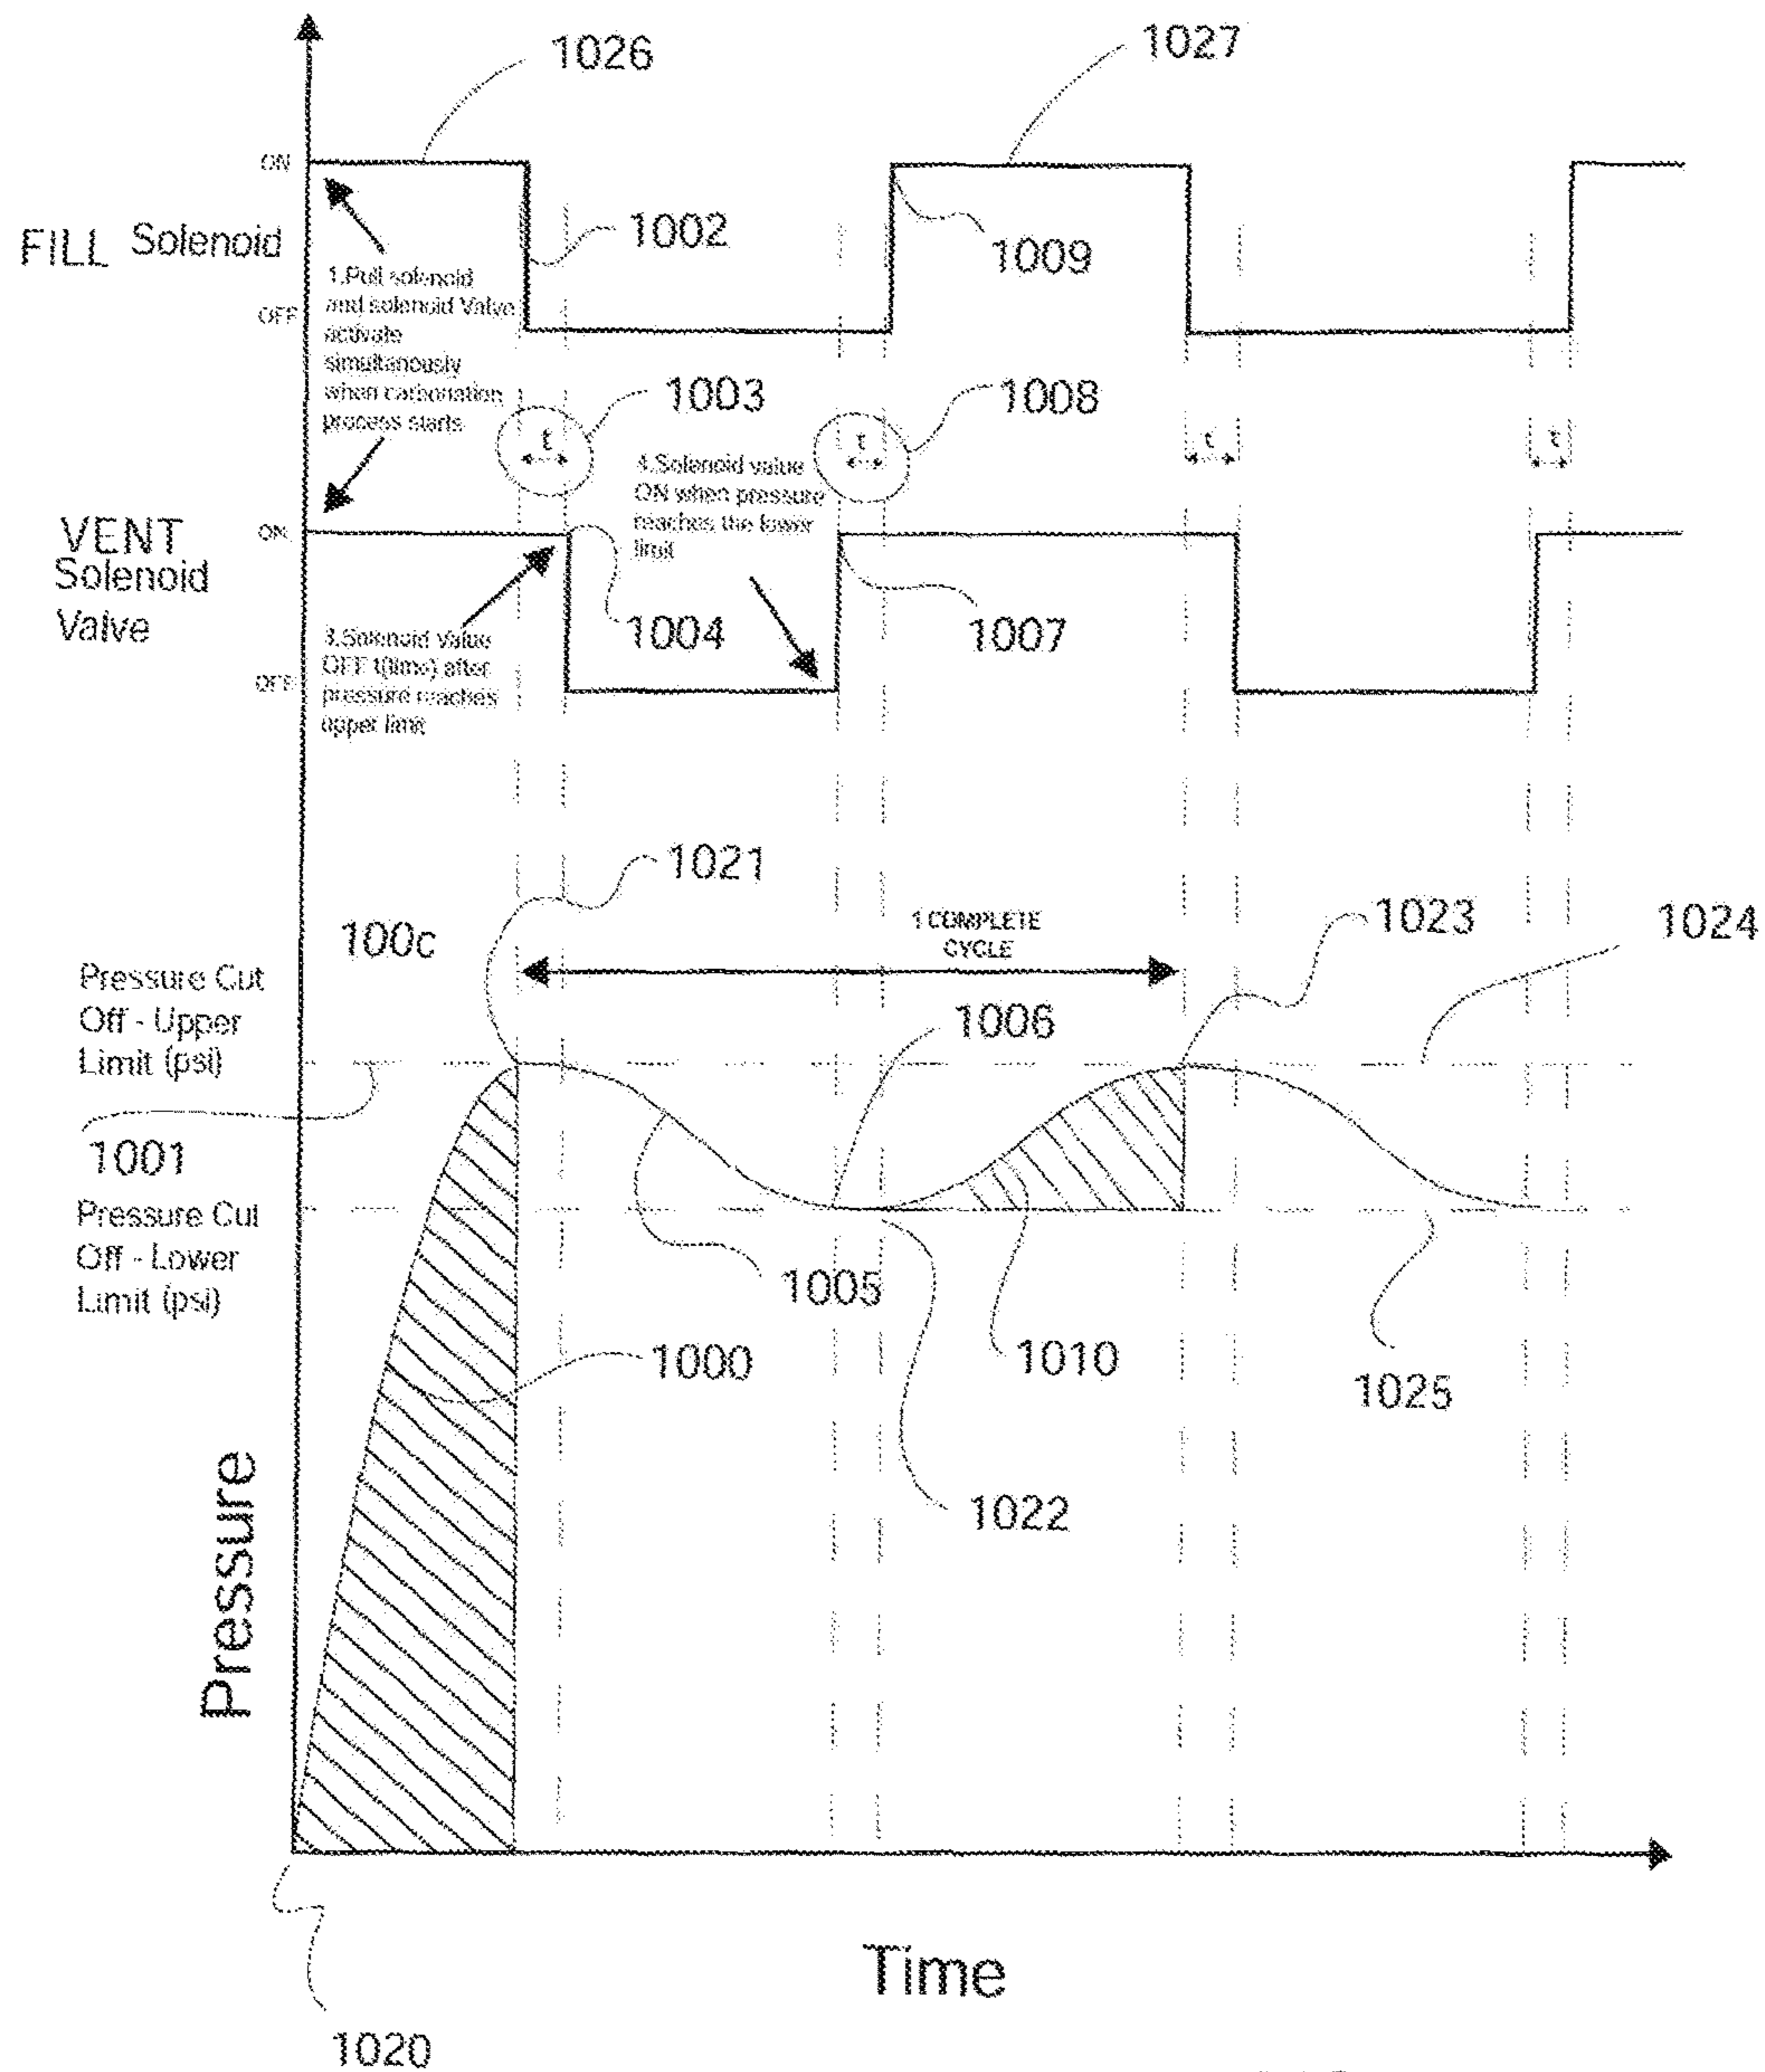 1026
1027
ON
FILL Solenoid
1002
1009
OFF
1.Pull solenoid
and solenoid Valve
activate
simultanously
when carbonation
process starts
1003
1008
t
t
t
t
4.Solenoid value
ON when pressure
reaches the lower
limit
ON
VENT
Solenoid
Valve
1004
1007
3.Solenoid value
OFF t(time) after
pressure reaches
upper limit
OFF
1021
100c
1 COMPLETE
CYCLE
1023
1024
Pressure Cut
Off - Upper
Limit (psi)
1006
1001
Pressure Cut
Off - Lower
Limit (psi)
1005
1000
1010
1025
1022
Pressure
Time
1020